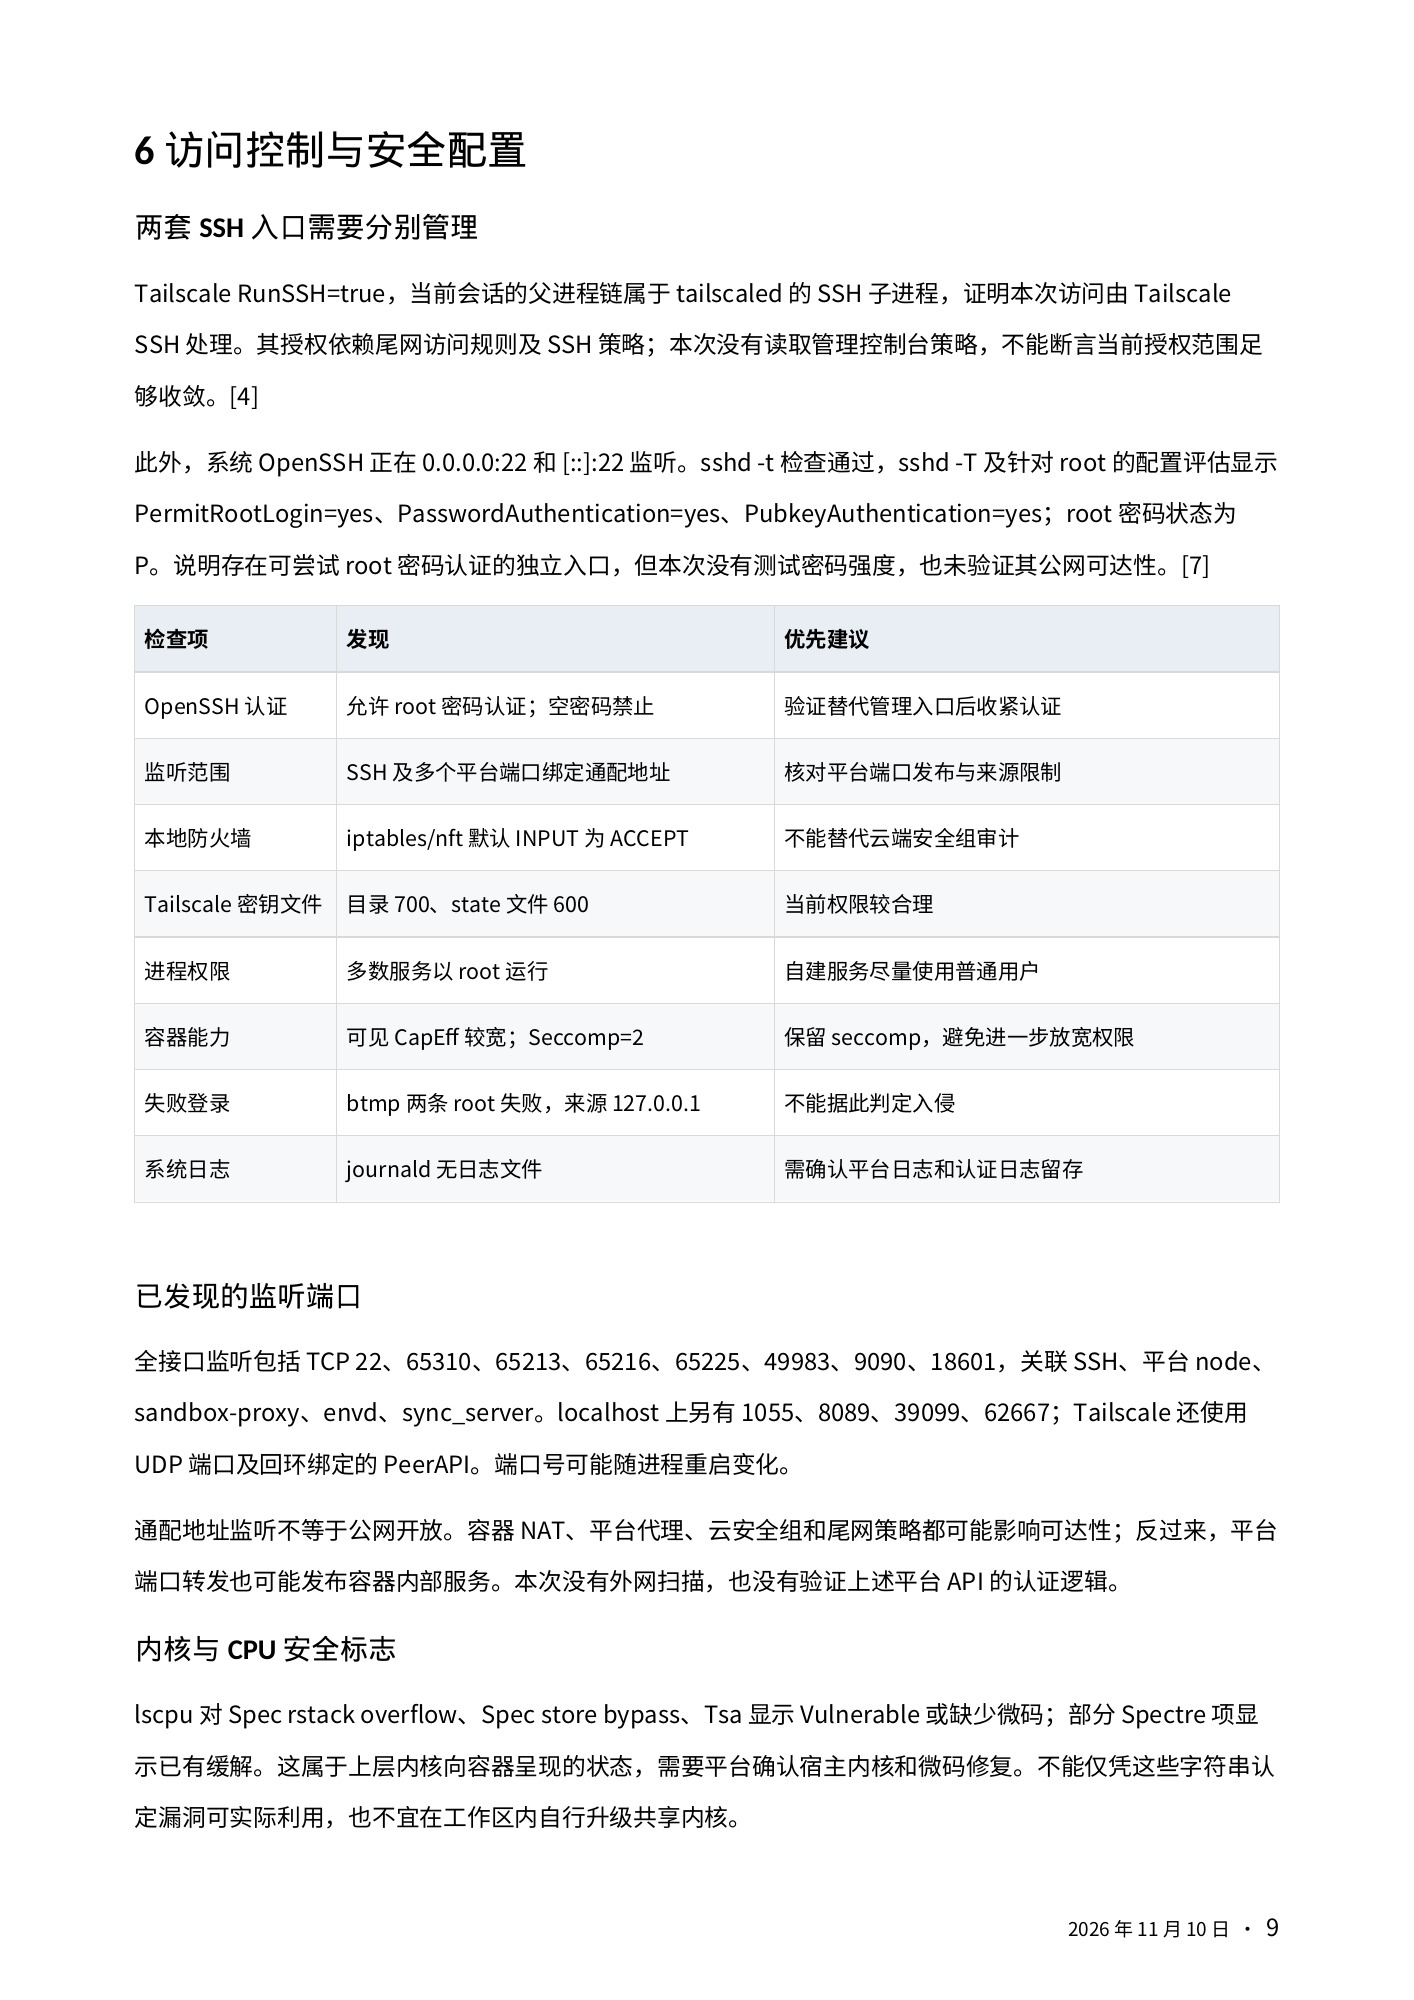 6 访问控制与安全配置
两套 SSH 入口需要分别管理
Tailscale RunSSH=true，当前会话的父进程链属于 tailscaled 的 SSH 子进程，证明本次访问由 Tailscale
SSH 处理。其授权依赖尾网访问规则及 SSH 策略；本次没有读取管理控制台策略，不能断言当前授权范围足
够收敛。[4]
此外，系统 OpenSSH 正在 0.0.0.0:22 和 [::]:22 监听。sshd -t 检查通过，sshd -T 及针对 root 的配置评估显示
PermitRootLogin=yes、PasswordAuthentication=yes、PubkeyAuthentication=yes；root 密码状态为
P。说明存在可尝试 root 密码认证的独立入口，但本次没有测试密码强度，也未验证其公网可达性。[7]
检查项 发现 优先建议
OpenSSH 认证 允许 root 密码认证；空密码禁止 验证替代管理入口后收紧认证
监听范围 SSH 及多个平台端口绑定通配地址 核对平台端口发布与来源限制
本地防火墙 iptables/nft 默认 INPUT 为 ACCEPT 不能替代云端安全组审计
Tailscale 密钥文件 目录 700、state 文件 600 当前权限较合理
进程权限 多数服务以 root 运行 自建服务尽量使用普通用户
容器能力 可见 CapEff 较宽；Seccomp=2 保留 seccomp，避免进一步放宽权限
失败登录 btmp 两条 root 失败，来源 127.0.0.1 不能据此判定入侵
系统日志 journald 无日志文件 需确认平台日志和认证日志留存
已发现的监听端口
全接口监听包括 TCP 22、65310、65213、65216、65225、49983、9090、18601，关联 SSH、平台 node、
sandbox-proxy、envd、sync_server。localhost 上另有 1055、8089、39099、62667；Tailscale 还使用
UDP 端口及回环绑定的 PeerAPI。端口号可能随进程重启变化。
通配地址监听不等于公网开放。容器 NAT、平台代理、云安全组和尾网策略都可能影响可达性；反过来，平台
端口转发也可能发布容器内部服务。本次没有外网扫描，也没有验证上述平台 API 的认证逻辑。
内核与 CPU 安全标志
lscpu 对 Spec rstack overflow、Spec store bypass、Tsa 显示 Vulnerable 或缺少微码；部分 Spectre 项显
示已有缓解。这属于上层内核向容器呈现的状态，需要平台确认宿主内核和微码修复。不能仅凭这些字符串认
定漏洞可实际利用，也不宜在工作区内自行升级共享内核。
2026 年 11 月 10 日 · 9